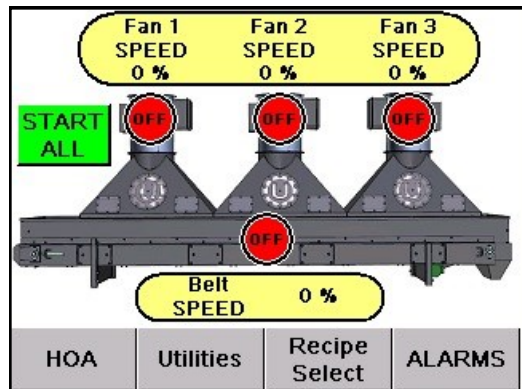 Fan 1 Fan 2 Fan 3
SPEED SPEED SPEED
0 % 0 % 0 %
OFF OFF OFF
START
ALL
OFF
Belt
SPEED 0 %
HOA Utilities Recipe Select ALARMS